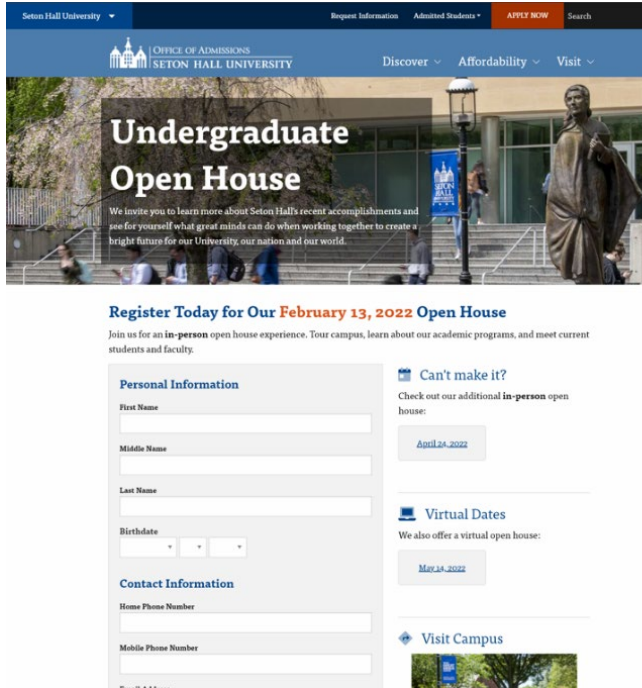 Seton Hall University
Request Information
Admitted Students
APPLY NOW
Search
OFFICE OF ADMISSIONS
SETON HALL UNIVERSITY
Discover
Affordability
Visit
Undergraduate
Open House
We invite you to learn more about Seton Hall's recent accomplishments and
see for yourself what great minds can do when working together to create a
bright future for our University, our nation and our world.
SETON
HALL
Register Today for Our February 13, 2022 Open House
Join us for an in-person open house experience. Tour campus, learn about our academic programs, and meet current
students and faculty.
Personal Information
First Name
Middle Name
Last Name
Birthdate
Contact Information
Home Phone Number
Mobile Phone Number
Email Address
Can't make it?
Check out our additional in-person open
house:
April 24, 2022
Virtual Dates
We also offer a virtual open house:
May 14, 2022
Visit Campus